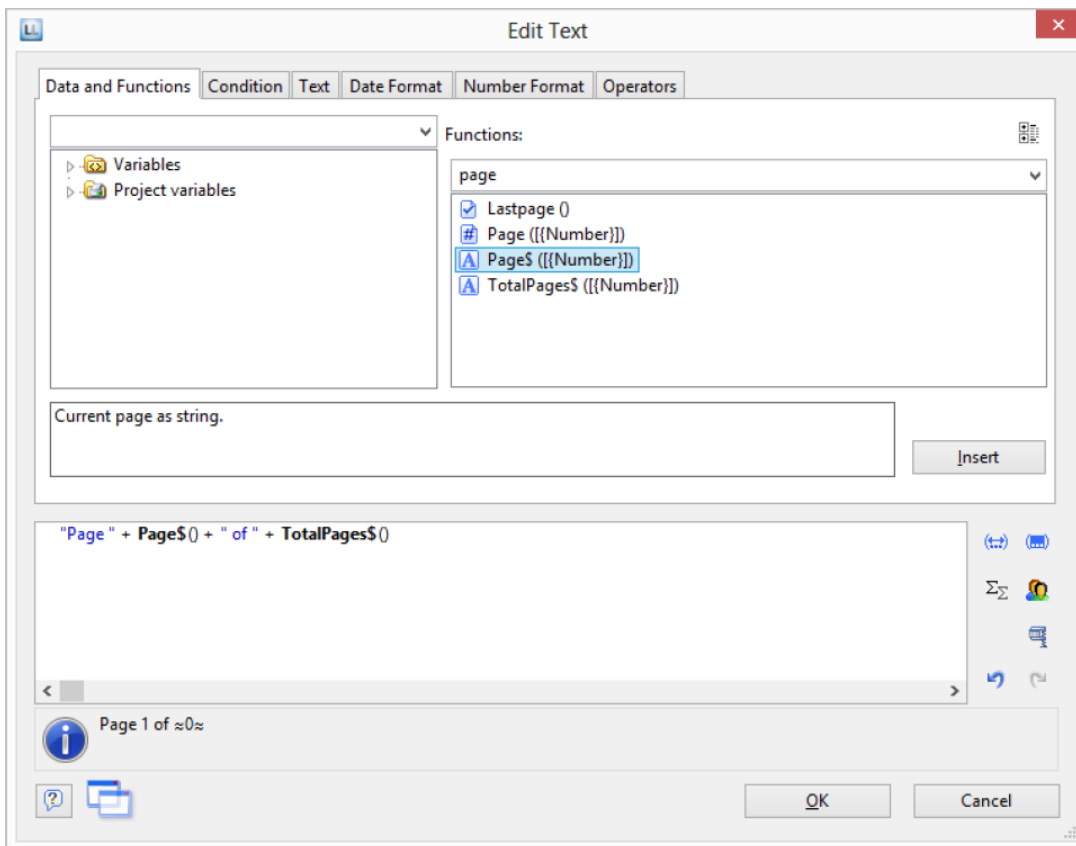 LL
Edit Text
Data and Functions Condition Text Date Format Number Format Operators
Functions:
Variables
Project variables
page
Lastpage ()
Page ([{Number}])
Page$ ([{Number}])
TotalPages$ ([{Number}])
Current page as string.
Insert
"Page " + Page$() + " of " + TotalPages$()
Page 1 of ≈0≈
OK Cancel